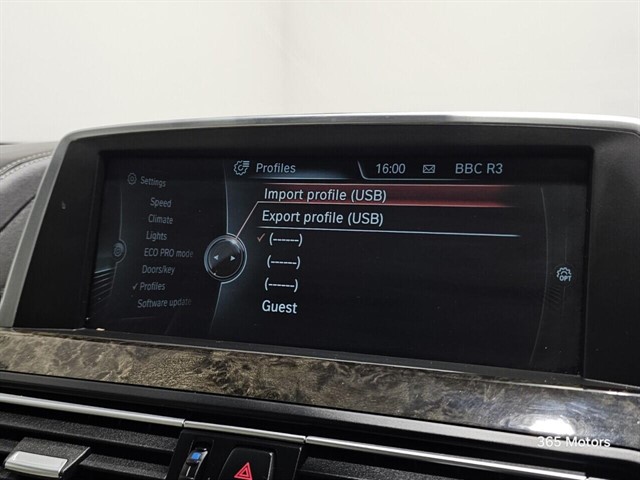 Profiles 16:00 BBC R3
Settings
Speed
Climate
Lights
ECO PRO mode
Doors/key
Profiles
Software update
Import profile (USB)
Export profile (USB)
(------)
(------)
(------)
Guest
OPT
365 Motors